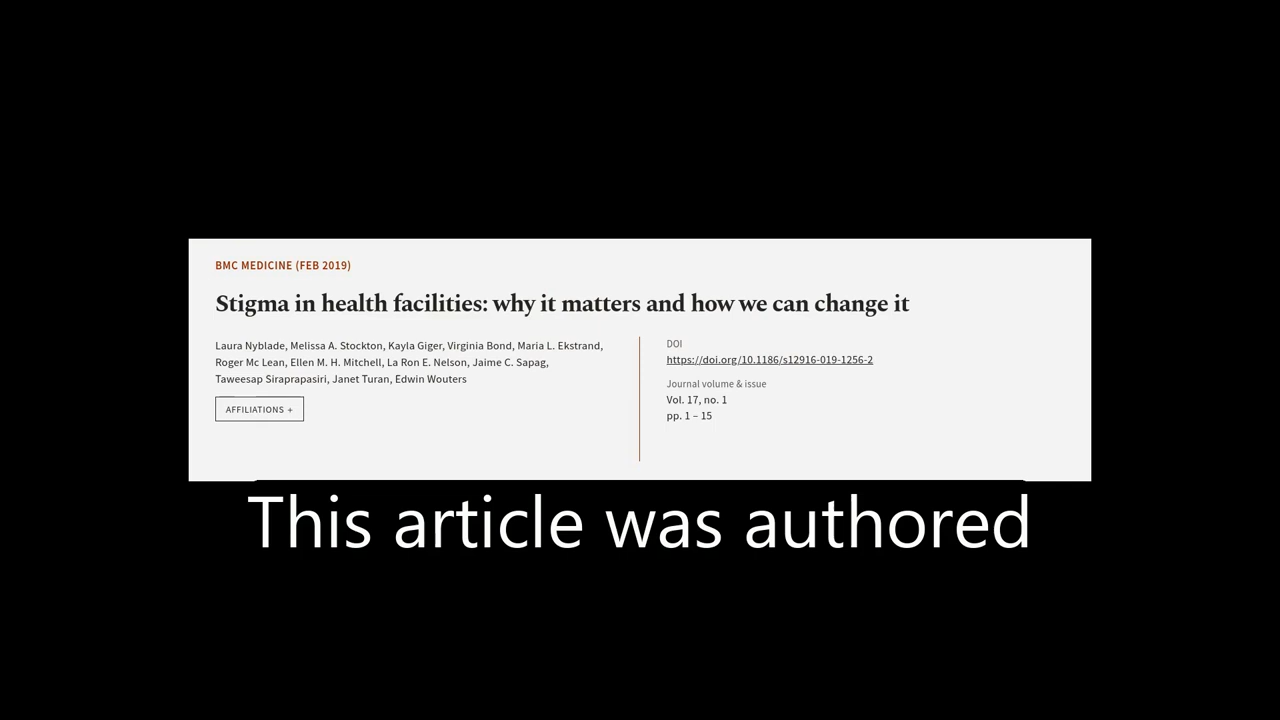 BMC MEDICINE (FEB 2019)
Stigma in health facilities: why it matters and how we can change it
Laura Nyblade, Melissa A. Stockton, Kayla Giger, Virginia Bond, Maria L. Ekstrand,
Roger Mc Lean, Ellen M. H. Mitchell, La Ron E. Nelson, Jaime C. Sapag,
Taweesap Siraprapasiri, Janet Turan, Edwin Wouters
AFFILIATIONS +
DOI
https://doi.org/10.1186/s12916-019-1256-2
Journal volume & issue
Vol. 17, no. 1
pp. 1 – 15
This article was authored